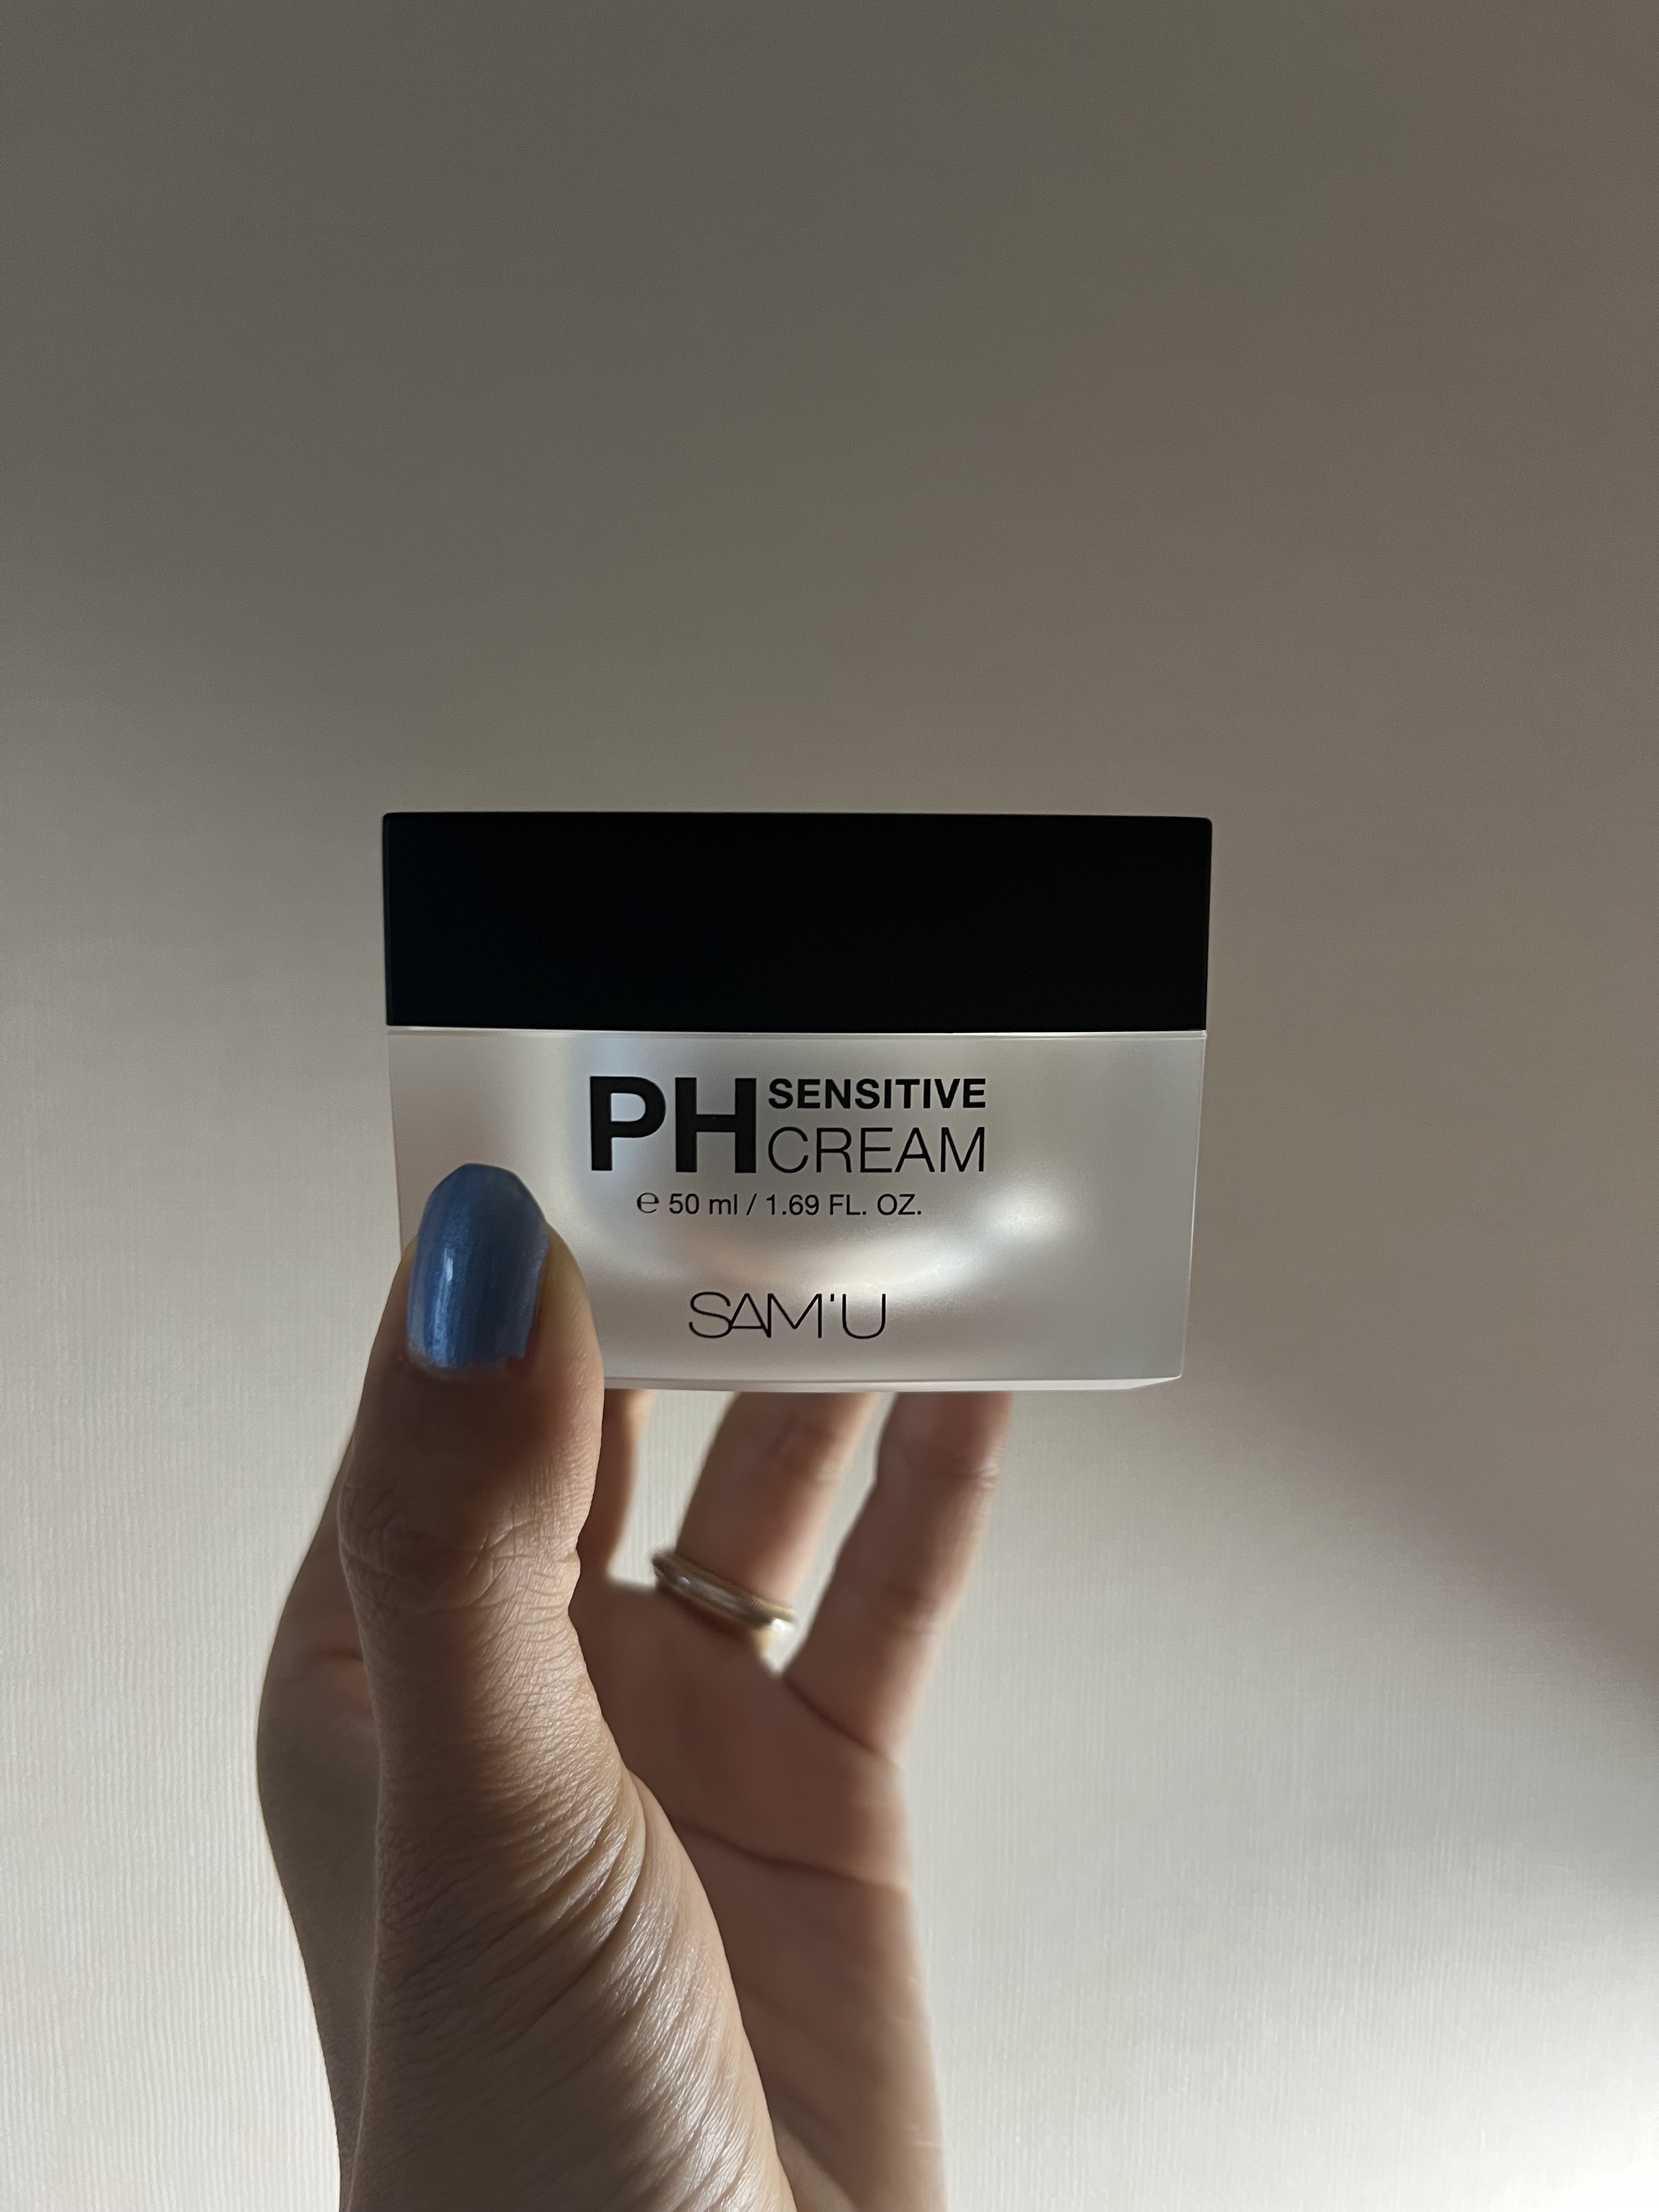 PH SENSITIVE
CREAM
℮ 50 ml / 1.69 FL. OZ.
SAM'U